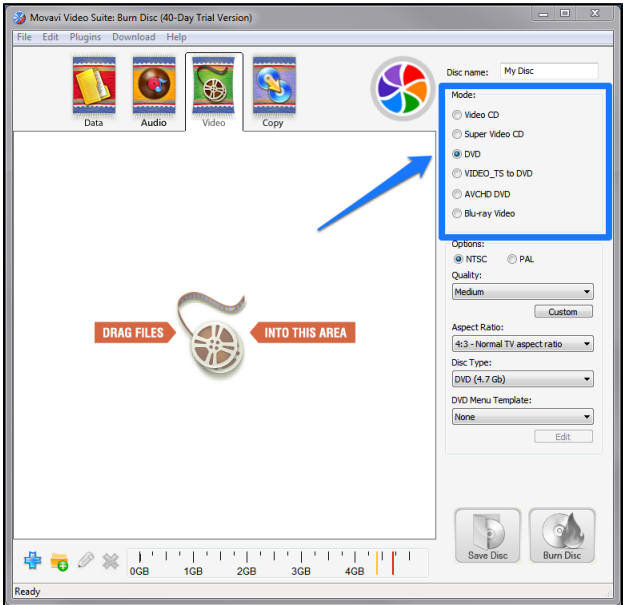 Movavi Video Suite: Burn Disc (40-Day Trial Version)
File Edit Plugins Download Help
Data Audio Video Copy
Disc name: My Disc
Mode:
Video CD
Super Video CD
DVD
VIDEO_TS to DVD
AVCHD DVD
Blu-ray Video
Options:
NTSC PAL
Quality:
Medium
Custom
Aspect Ratio:
4:3 - Normal TV aspect ratio
Disc Type:
DVD (4.7 Gb)
DVD Menu Template:
None
Edit
DRAG FILES INTO THIS AREA
Save Disc Burn Disc
0GB 1GB 2GB 3GB 4GB
Ready